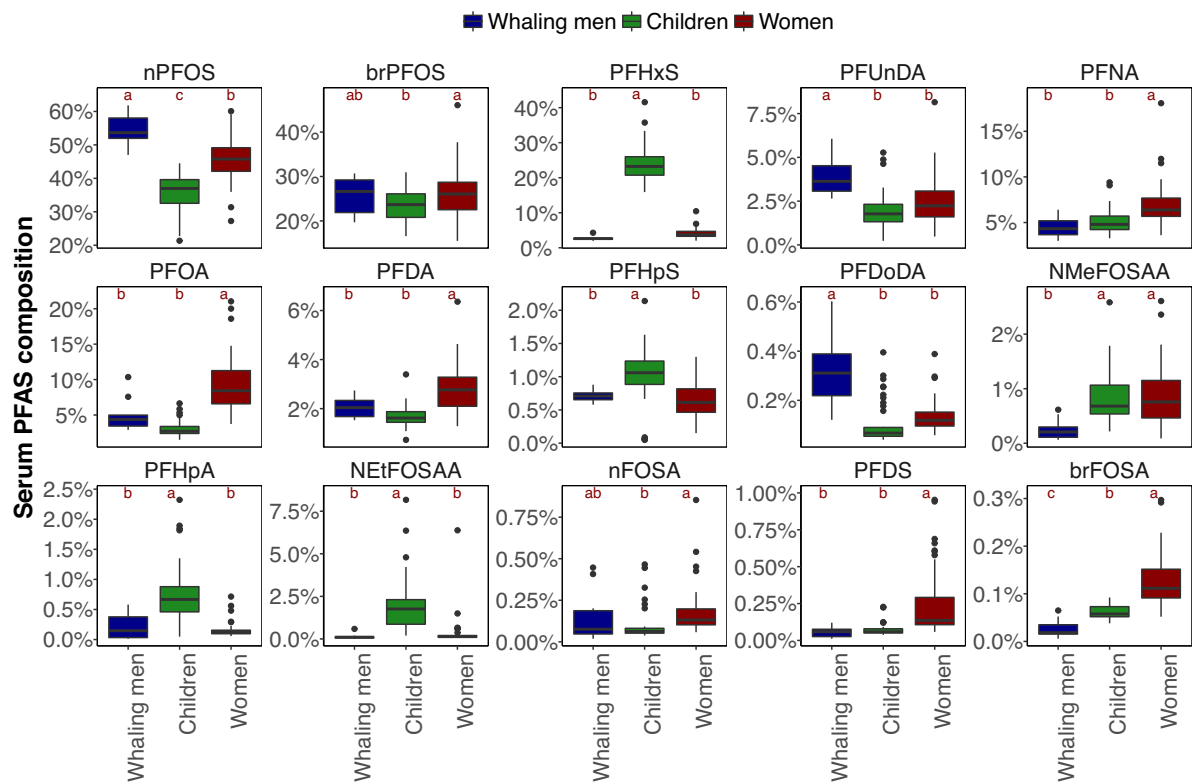 Whaling men Children Women
nPFOS brPFOS PFHxS PFUnDA PFNA
a c b ab b a b a b a b b b b a
60% 50% 40% 30% 20%
40% 30% 20%
40% 30% 20% 10% 0%
7.5% 5.0% 2.5% 0.0%
15% 10% 5%
Serum PFAS composition
PFOA PFDA PFHpS PFDoDA NMeFOSAA
b b a b b a b a b a b b b a a
20% 15% 10% 5%
6% 4% 2%
2.0% 1.5% 1.0% 0.5% 0.0%
0.6% 0.4% 0.2%
2% 1% 0%
PFHpA NEtFOSAA nFOSA PFDS brFOSA
b a b b a b ab b a b b a c b a
2.5% 2.0% 1.5% 1.0% 0.5% 0.0%
7.5% 5.0% 2.5% 0.0%
0.75% 0.50% 0.25% 0.00%
1.00% 0.75% 0.50% 0.25% 0.00%
0.3% 0.2% 0.1% 0.0%
Whaling men Children Women
Whaling men Children Women
Whaling men Children Women
Whaling men Children Women
Whaling men Children Women